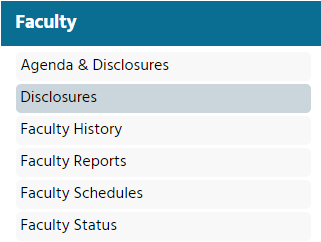 Faculty
Agenda & Disclosures
Disclosures
Faculty History
Faculty Reports
Faculty Schedules
Faculty Status